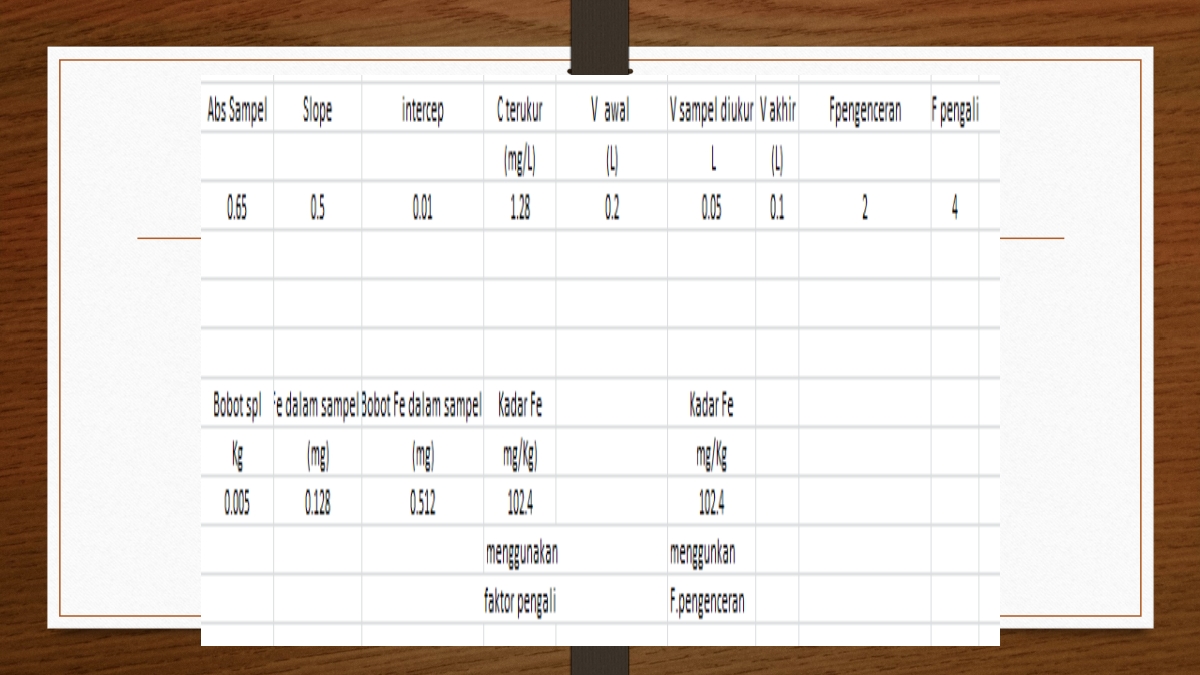 Abs Sampel Slope intercep C terukur V awal V sampel diukur V akhir Fpengenceran F pengali
(mg/L) (L) L (L)
0.65 0.5 0.01 1.28 0.2 0.05 0.1 2 4
Bobot spl Fe dalam sampel Bobot Fe dalam sampel Kadar Fe Kadar Fe
Kg (mg) (mg) mg/Kg) mg/Kg
0.005 0.128 0.512 102.4 102.4
menggunakan menggunkan
faktor pengali F.pengenceran